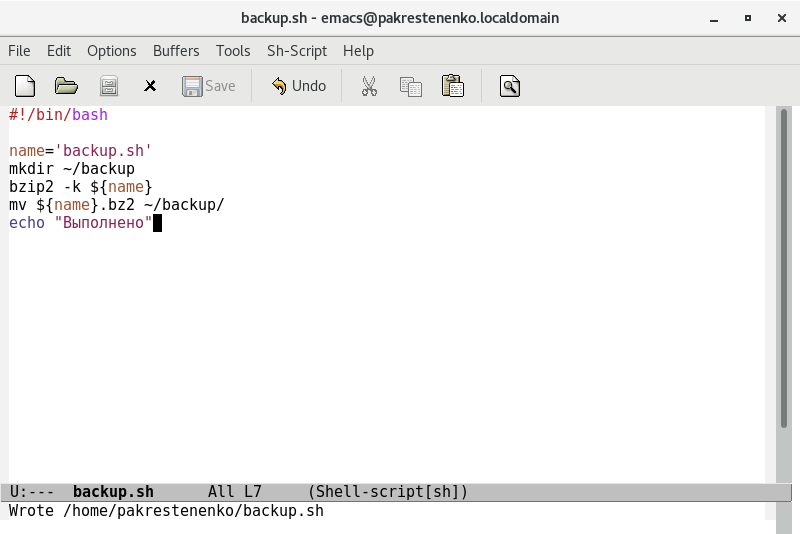 backup.sh - emacs@pakrestenenko.localdomain
File Edit Options Buffers Tools Sh-Script Help
Save Undo
#!/bin/bash
name='backup.sh'
mkdir ~/backup
bzip2 -k ${name}
mv ${name}.bz2 ~/backup/
echo "Выполнено"
U:--- backup.sh All L7 (Shell-script[sh])
Wrote /home/pakrestenenko/backup.sh